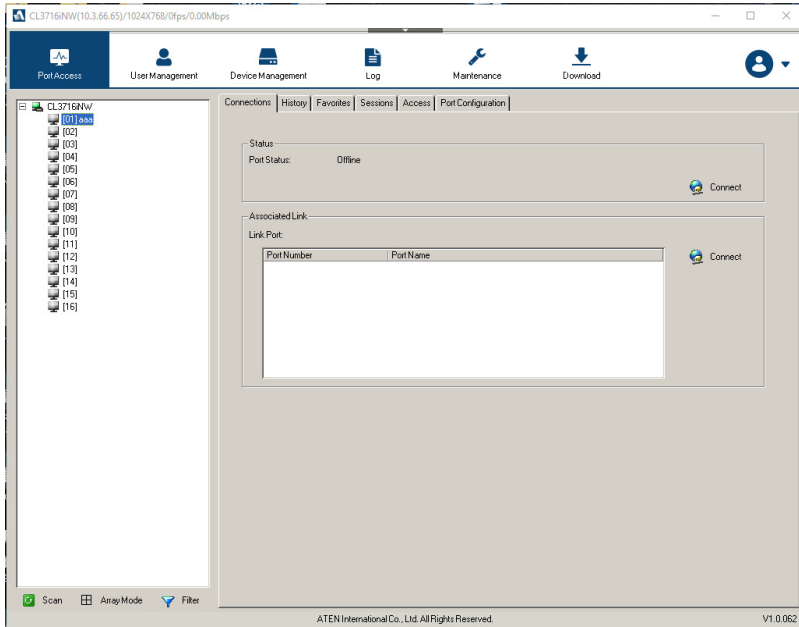 CL3716iNW(10.3.66.65)/1024X768/0fps/0.00Mbps
Port Access
User Management
Device Management
Log
Maintenance
Download
CL3716iNW
[01] aaa
[02]
[03]
[04]
[05]
[06]
[07]
[08]
[09]
[10]
[11]
[12]
[13]
[14]
[15]
[16]
Connections History Favorites Sessions Access Port Configuration
Status
Port Status: Offline
Connect
Associated Link
Link Port:
Port Number Port Name
Connect
Scan Array Mode Filter
ATEN International Co., Ltd. All Rights Reserved.
V1.0.062